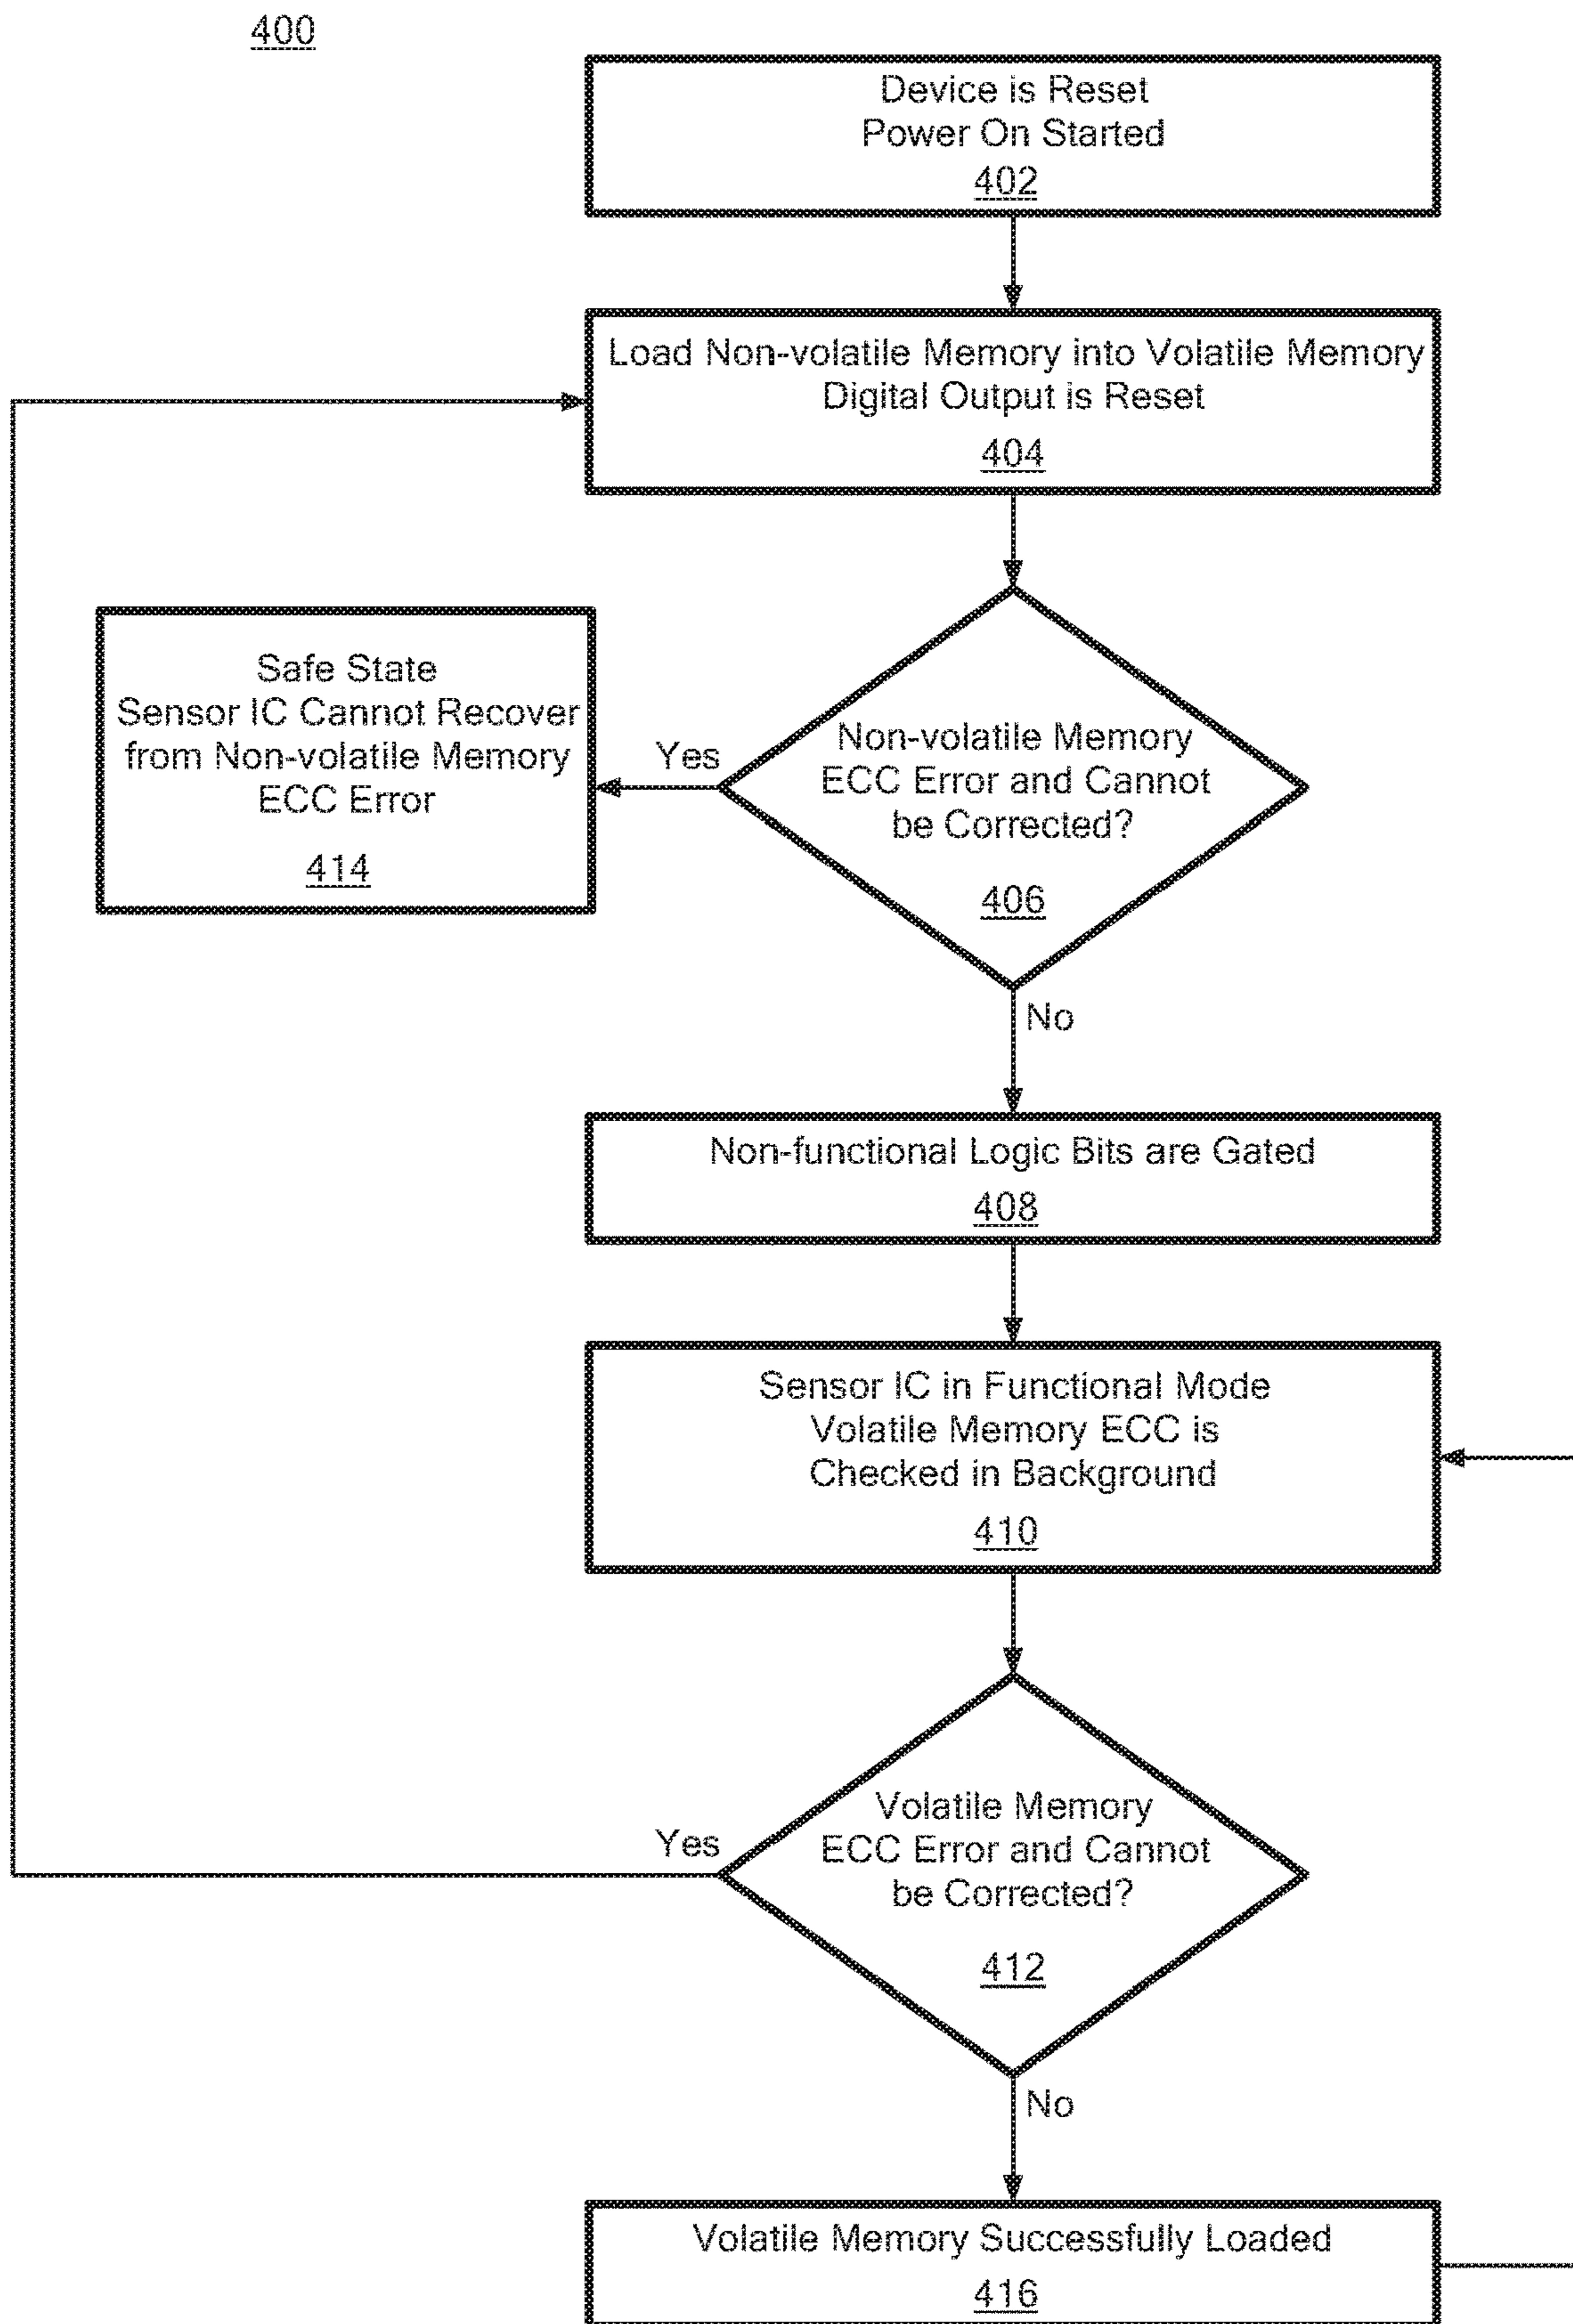 400
Device is Reset
Power On Started
402
Load Non-volatile Memory into Volatile Memory
Digital Output is Reset
404
Safe State
Sensor IC Cannot Recover
from Non-volatile Memory
ECC Error
414
Yes
Non-volatile Memory
ECC Error and Cannot
be Corrected?
406
No
Non-functional Logic Bits are Gated
408
Sensor IC in Functional Mode
Volatile Memory ECC is
Checked in Background
410
Yes
Volatile Memory
ECC Error and Cannot
be Corrected?
412
No
Volatile Memory Successfully Loaded
416